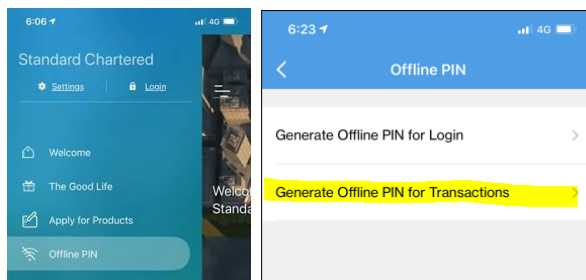 6:06
4G
Standard Chartered
Settings
Login
Welcome
The Good Life
Apply for Products
Offline PIN
Welco
Standa
6:23
4G
Offline PIN
Generate Offline PIN for Login
Generate Offline PIN for Transactions